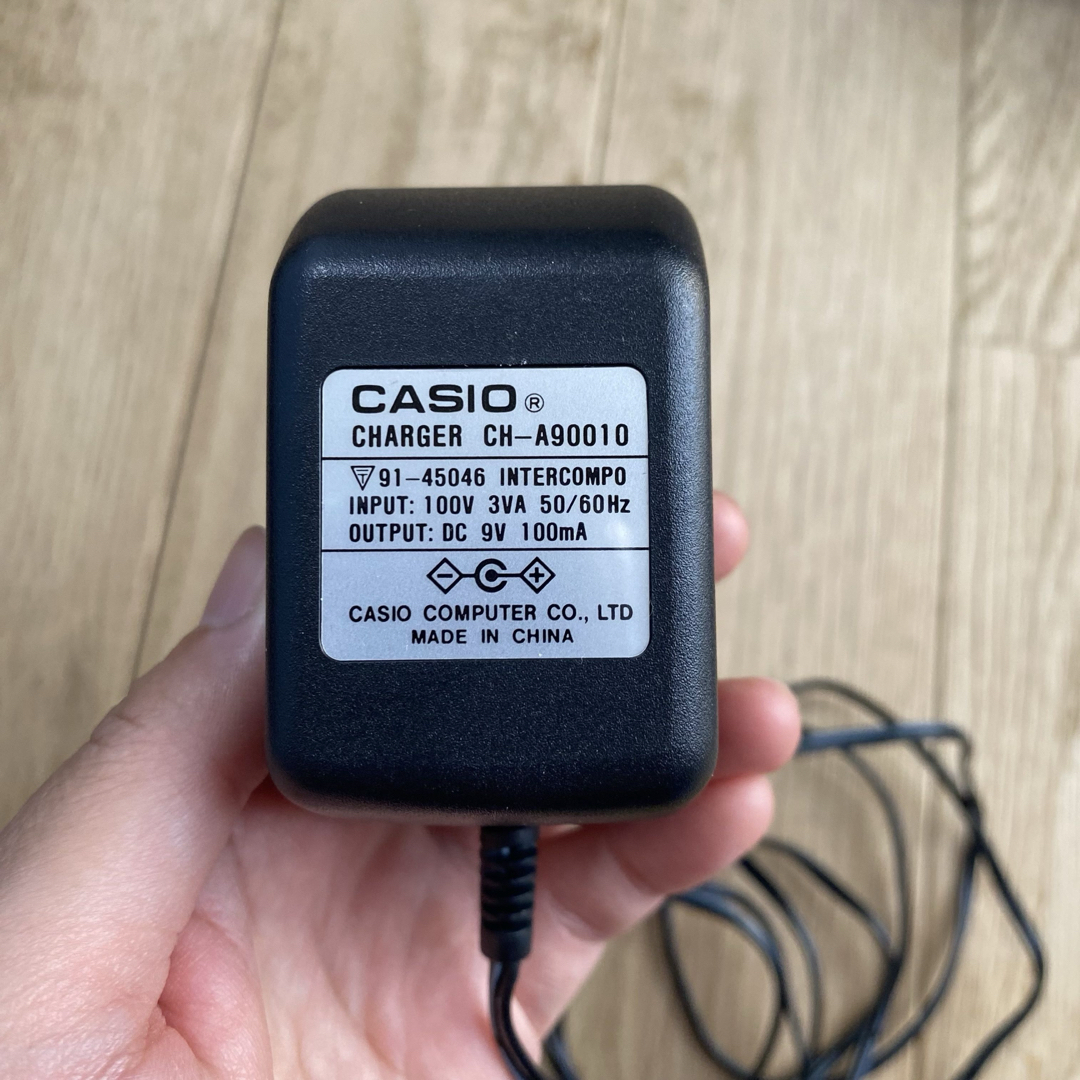 CASIO®
CHARGER CH-A90010
T 91-45046 INTERCOMPO
INPUT: 100V 3VA 50/60Hz
OUTPUT: DC 9V 100mA
CASIO COMPUTER CO., LTD
MADE IN CHINA